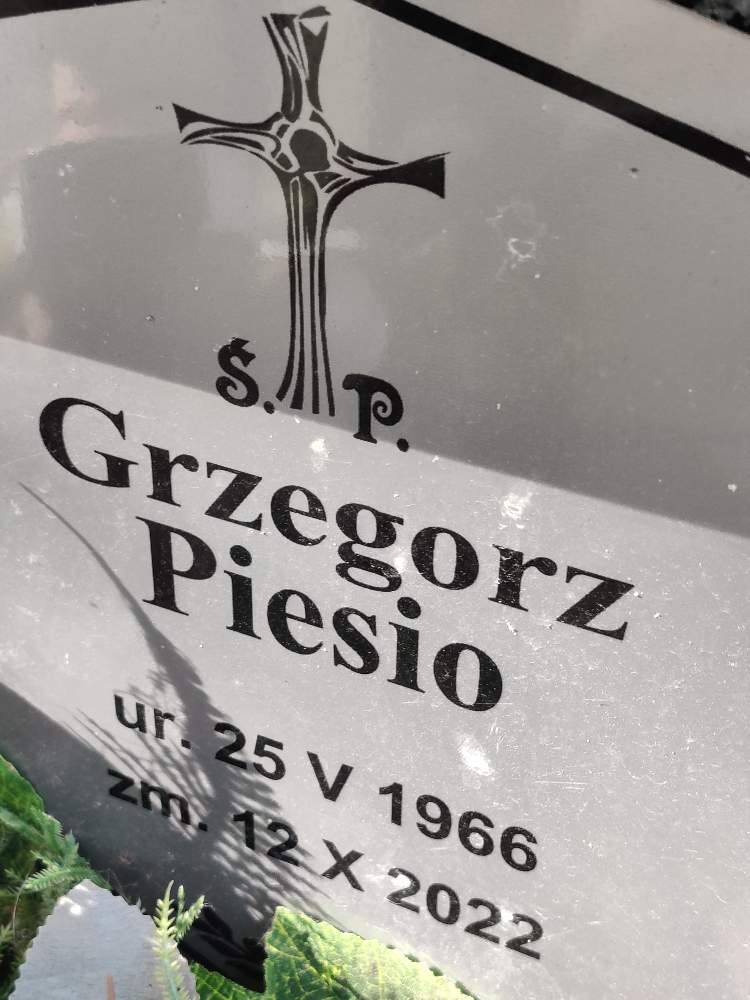 Ś. P.
Grzegorz
Piesio
ur. 25 V 1966
zm. 12 X 2022